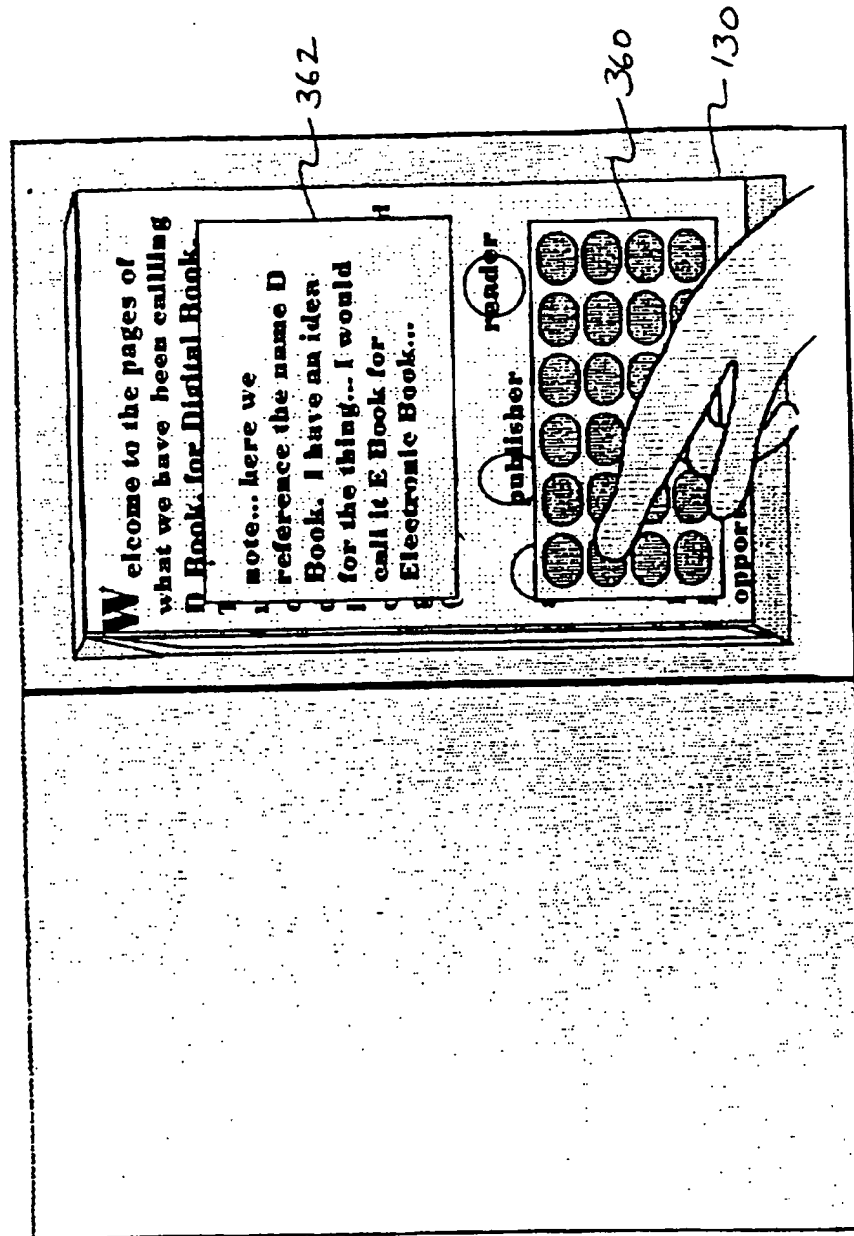 Welcome to the pages of
what we have been callling
D Book, for Digital Book.
note... here we
reference the name D
Book. I have an idea
for the thing... I would
call it E Book for
Electronic Book...
publisher
reader
oppor
362
360
130